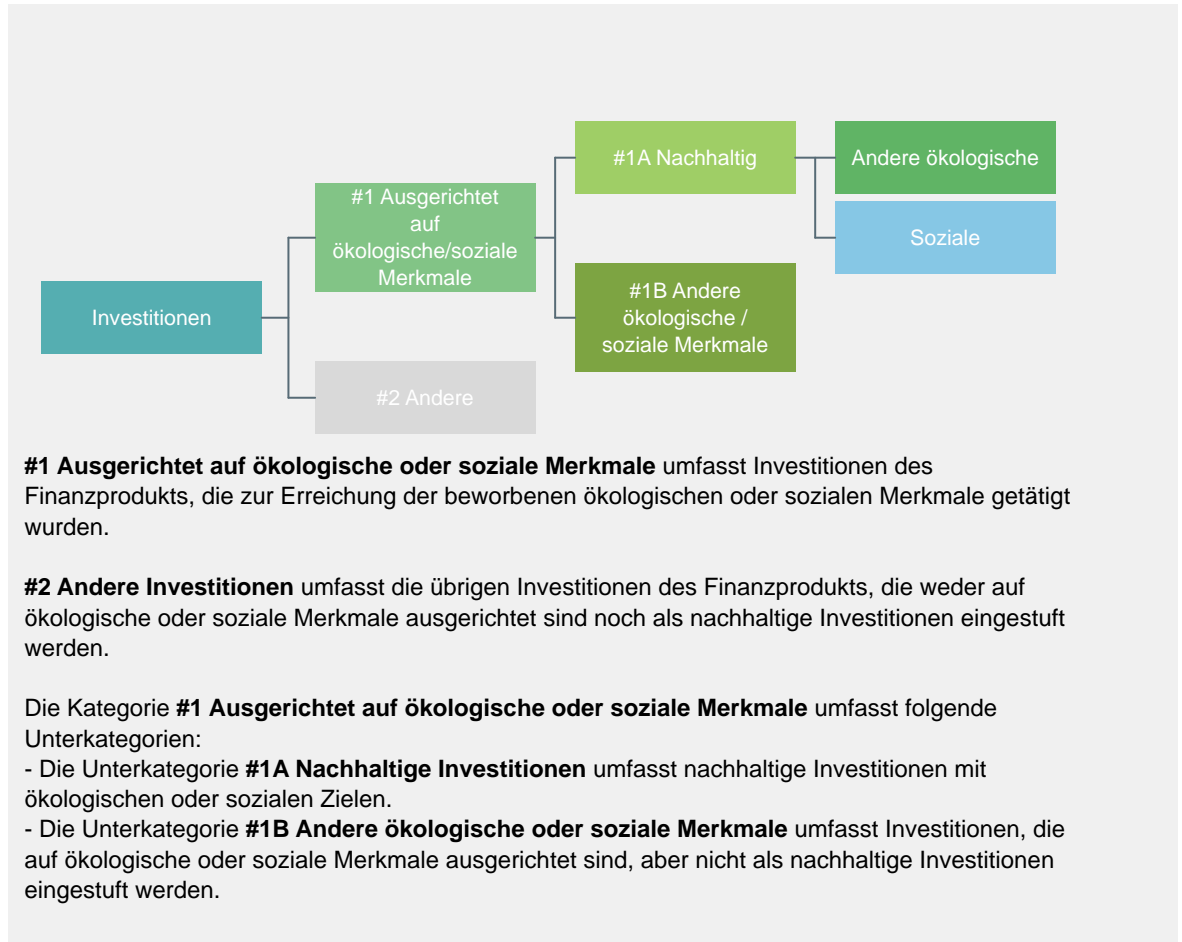 #1A Nachhaltig
Andere ökologische
#1 Ausgerichtet
auf
ökologische/soziale
Merkmale
Soziale
Investitionen
#1B Andere
ökologische /
soziale Merkmale
#2 Andere
#1 Ausgerichtet auf ökologische oder soziale Merkmale umfasst Investitionen des
Finanzprodukts, die zur Erreichung der beworbenen ökologischen oder sozialen Merkmale getätigt
wurden.
#2 Andere Investitionen umfasst die übrigen Investitionen des Finanzprodukts, die weder auf
ökologische oder soziale Merkmale ausgerichtet sind noch als nachhaltige Investitionen eingestuft
werden.
Die Kategorie #1 Ausgerichtet auf ökologische oder soziale Merkmale umfasst folgende
Unterkategorien:
- Die Unterkategorie #1A Nachhaltige Investitionen umfasst nachhaltige Investitionen mit
ökologischen oder sozialen Zielen.
- Die Unterkategorie #1B Andere ökologische oder soziale Merkmale umfasst Investitionen, die
auf ökologische oder soziale Merkmale ausgerichtet sind, aber nicht als nachhaltige Investitionen
eingestuft werden.